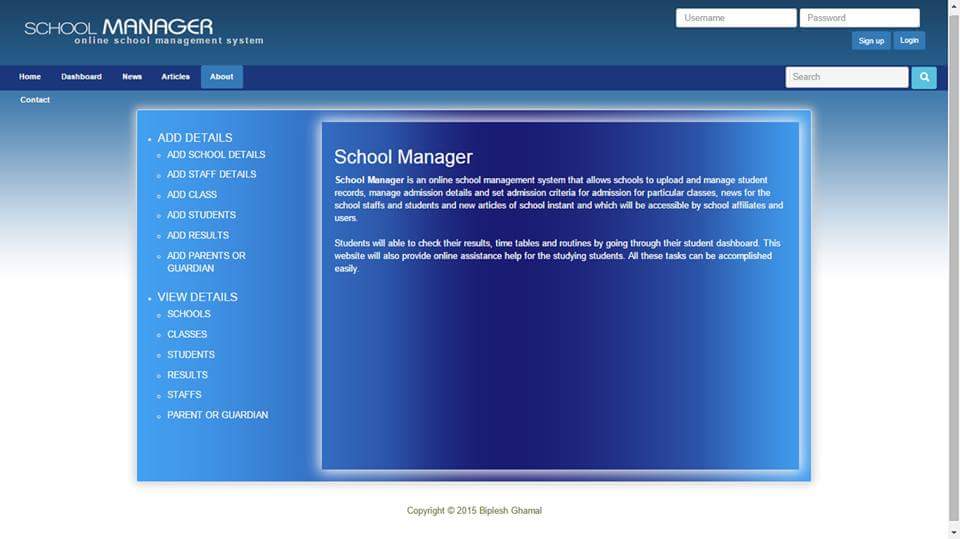 SCHOOL MANAGER
online school management system
Username
Password
Sign up
Login
Home
Dashboard
News
Articles
About
Search
Contact
ADD DETAILS
ADD SCHOOL DETAILS
ADD STAFF DETAILS
ADD CLASS
ADD STUDENTS
ADD RESULTS
ADD PARENTS OR
GUARDIAN
VIEW DETAILS
SCHOOLS
CLASSES
STUDENTS
RESULTS
STAFFS
PARENT OR GUARDIAN
School Manager
School Manager is an online school management system that allows schools to upload and manage student
records, manage admission details and set admission criteria for admission for particular classes, news for the
school staffs and students and new articles of school instant and which will be accessible by school affiliates and
users.
Students will able to check their results, time tables and routines by going through their student dashboard. This
website will also provide online assistance help for the studying students. All these tasks can be accomplished
easily.
Copyright © 2015 Biplesh Ghamal